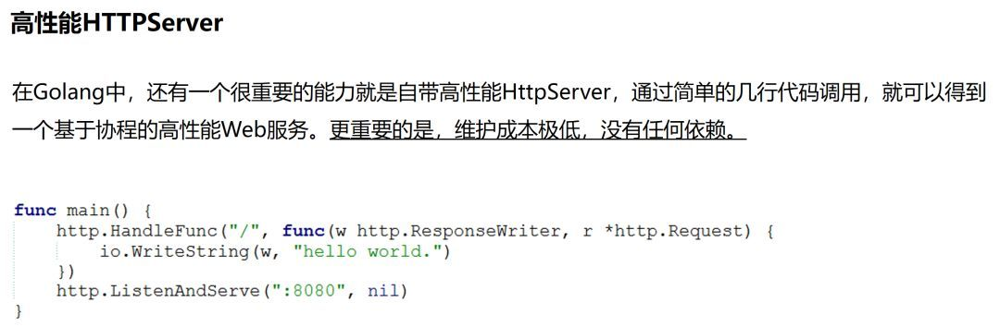 高性能HTTPServer
在Golang中，还有一个很重要的能力就是自带高性能HttpServer，通过简单的几行代码调用，就可以得到
一个基于协程的高性能Web服务。更重要的是，维护成本极低，没有任何依赖。
func main() {
    http.HandleFunc("/", func(w http.ResponseWriter, r *http.Request) {
        io.WriteString(w, "hello world.")
    })
    http.ListenAndServe(":8080", nil)
}